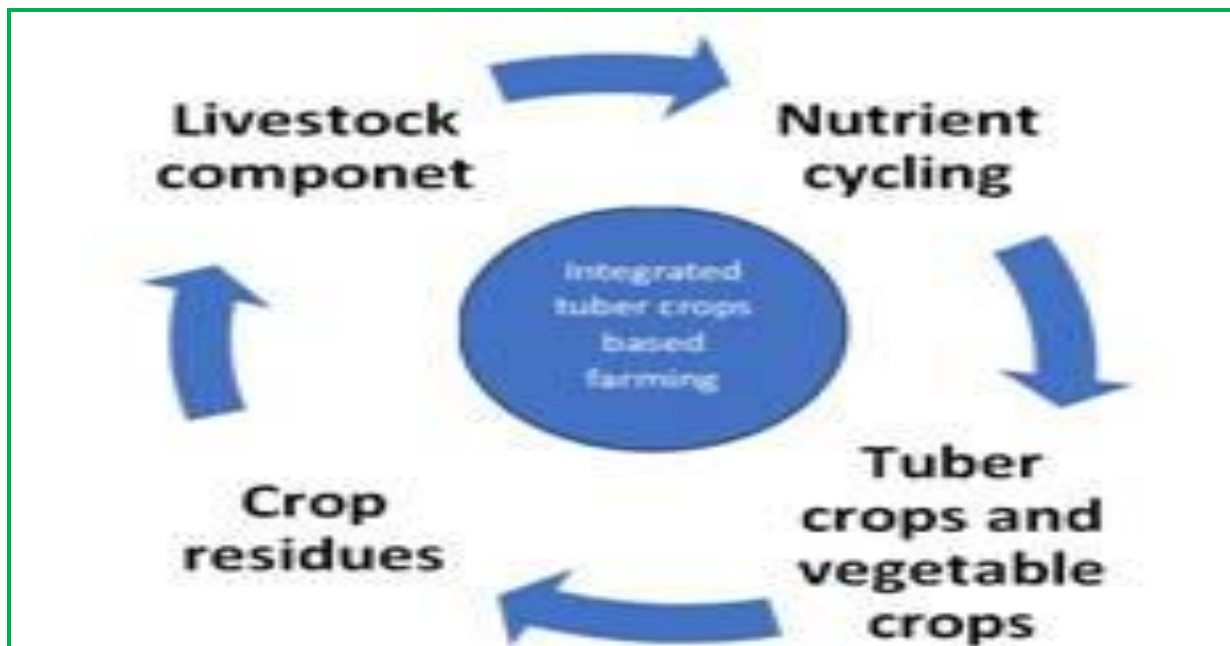 Livestock
componet
Nutrient
cycling
Integrated
tuber crops
based
farming
Tuber
crops and
vegetable
crops
Crop
residues